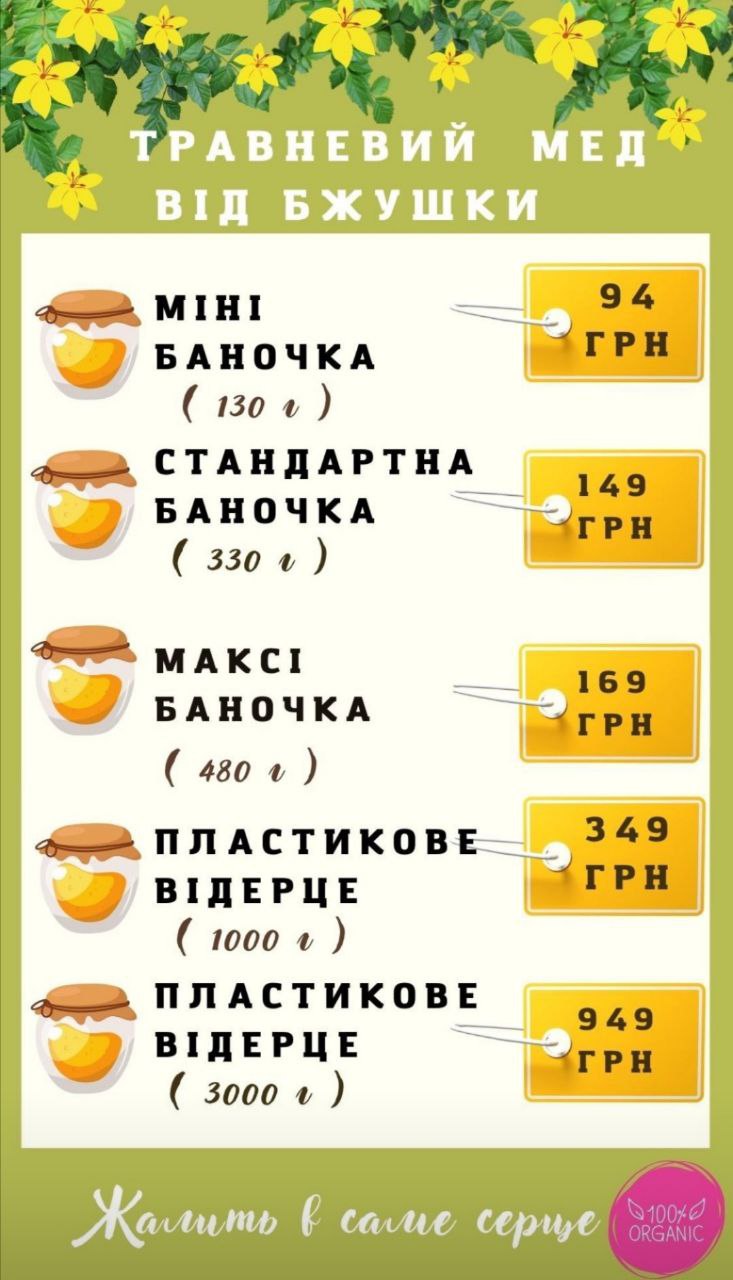 ТРАВНЕВИЙ МЕД
ВІД БЖУШКИ
МІНІ
БАНОЧКА
( 130 г )
94
ГРН
СТАНДАРТНА
БАНОЧКА
( 330 г )
149
ГРН
МАКСІ
БАНОЧКА
( 480 г )
169
ГРН
ПЛАСТИКОВЕ
ВІДЕРЦЕ
( 1000 г )
349
ГРН
ПЛАСТИКОВЕ
ВІДЕРЦЕ
( 3000 г )
949
ГРН
Жалить в саме серце
100%
ORGANIC